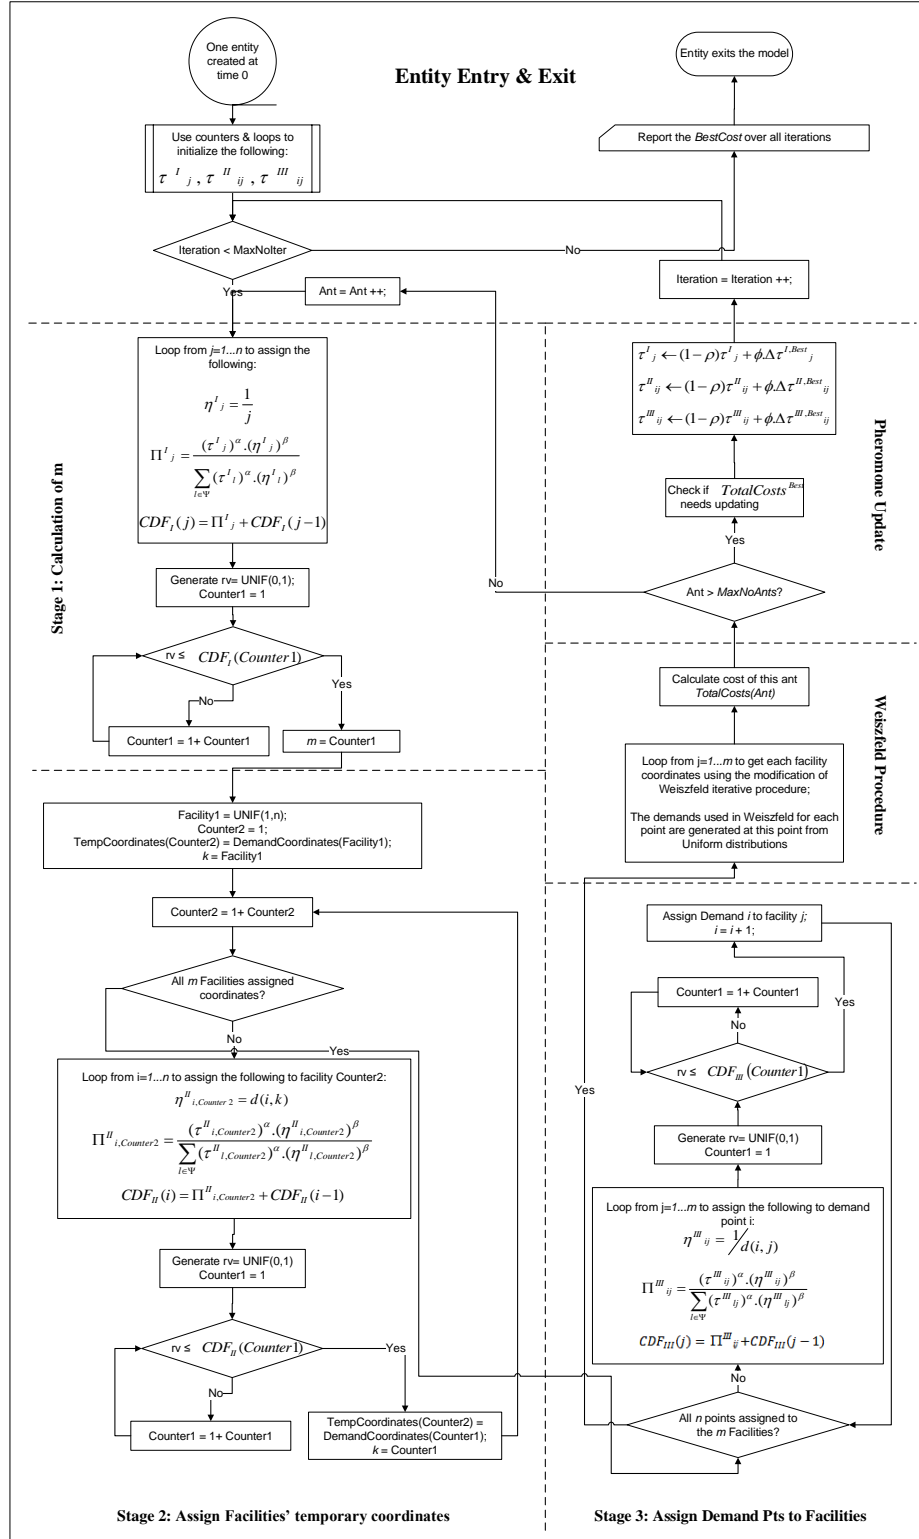 One entity
created at
time 0
Entity Entry & Exit
Entity exits the model
Use counters & loops to
initialize the following:
τ^I_j , τ^II_ij , τ^III_ij
Report the BestCost over all iterations
Iteration < MaxNoIter
No
Yes
Ant = Ant ++;
Iteration = Iteration ++;
Stage 1: Calculation of m
Loop from j=1...n to assign the
following:
η^I_j = 1/j
Π^I_j = (τ^I_j)^α.(η^I_j)^β / ∑_{l∈Ψ} (τ^I_l)^α.(η^I_l)^β
CDF_I(j) = Π^I_j + CDF_I(j−1)
Generate rv= UNIF(0,1);
Counter1 = 1
rv ≤ CDF_I(Counter1)
No
Yes
Counter1 = 1+ Counter1
m = Counter1
Pheromone Update
τ^I_j ← (1−ρ)τ^I_j + ϕ.Δτ^{I,Best}_j
τ^II_ij ← (1−ρ)τ^II_ij + ϕ.Δτ^{II,Best}_ij
τ^III_ij ← (1−ρ)τ^III_ij + ϕ.Δτ^{III,Best}_ij
Check if TotalCosts^Best
needs updating
Yes
No
Ant > MaxNoAnts?
Weiszfeld Procedure
Calculate cost of this ant
TotalCosts(Ant)
Loop from j=1...m to get each facility
coordinates using the modification of
Weiszfeld iterative procedure;
The demands used in Weiszfeld for each
point are generated at this point from
Uniform distributions
Facility1 = UNIF(1,n);
Counter2 = 1;
TempCoordinates(Counter2) = DemandCoordinates(Facility1);
k = Facility1
Counter2 = 1+ Counter2
All m Facilities assigned
coordinates?
No
Yes
Loop from i=1...n to assign the following to facility Counter2:
η^II_{i,Counter2} = d(i,k)
Π^II_{i,Counter2} = (τ^II_{i,Counter2})^α.(η^II_{i,Counter2})^β / ∑_{l∈Ψ} (τ^II_{l,Counter2})^α.(η^II_{l,Counter2})^β
CDF_II(i) = Π^II_{i,Counter2} + CDF_II(i−1)
Generate rv= UNIF(0,1)
Counter1 = 1
rv ≤ CDF_II(Counter1)
Yes
No
Counter1 = 1+ Counter1
TempCoordinates(Counter2) =
DemandCoordinates(Counter1);
k = Counter1
Stage 2: Assign Facilities' temporary coordinates
Assign Demand i to facility j;
i = i + 1;
Counter1 = 1+ Counter1
Yes
No
Yes
rv ≤ CDF_III(Counter1)
Generate rv= UNIF(0,1)
Counter1 = 1
Loop from j=1...m to assign the following to demand
point i:
η^III_ij = 1/d(i,j)
Π^III_ij = (τ^III_ij)^α.(η^III_ij)^β / ∑_{l∈Ψ} (τ^III_lj)^α.(η^III_lj)^β
CDF_III(j) = Π^III_ij+CDF_III(j − 1)
No
All n points assigned to
the m Facilities?
Stage 3: Assign Demand Pts to Facilities